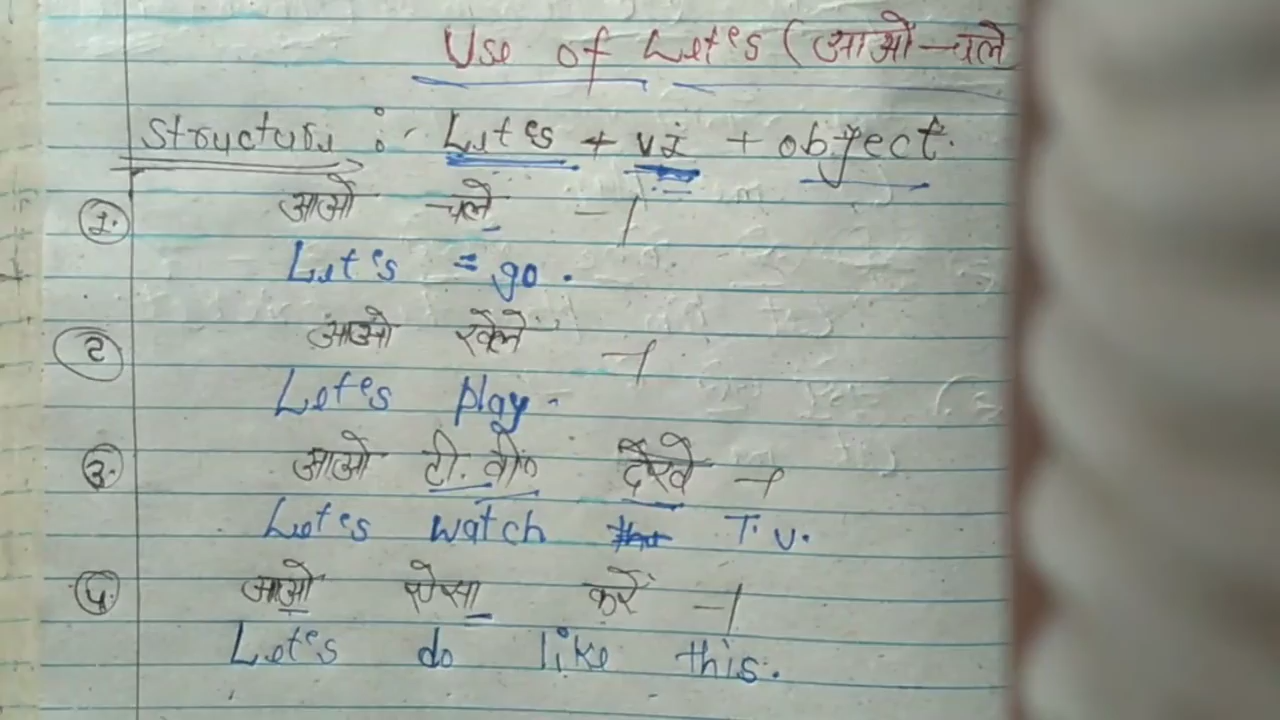 Use of Let's (आओ-चले
Structure :- Let's + v1 + object.
1. आओ चले -।
Let's = go.
2 आओ खेले -।
Let's play.
3. आओ टी. वी० देखे -।
Let's watch T.V.
4. आओ ऐसा करें -।
Let's do like this.